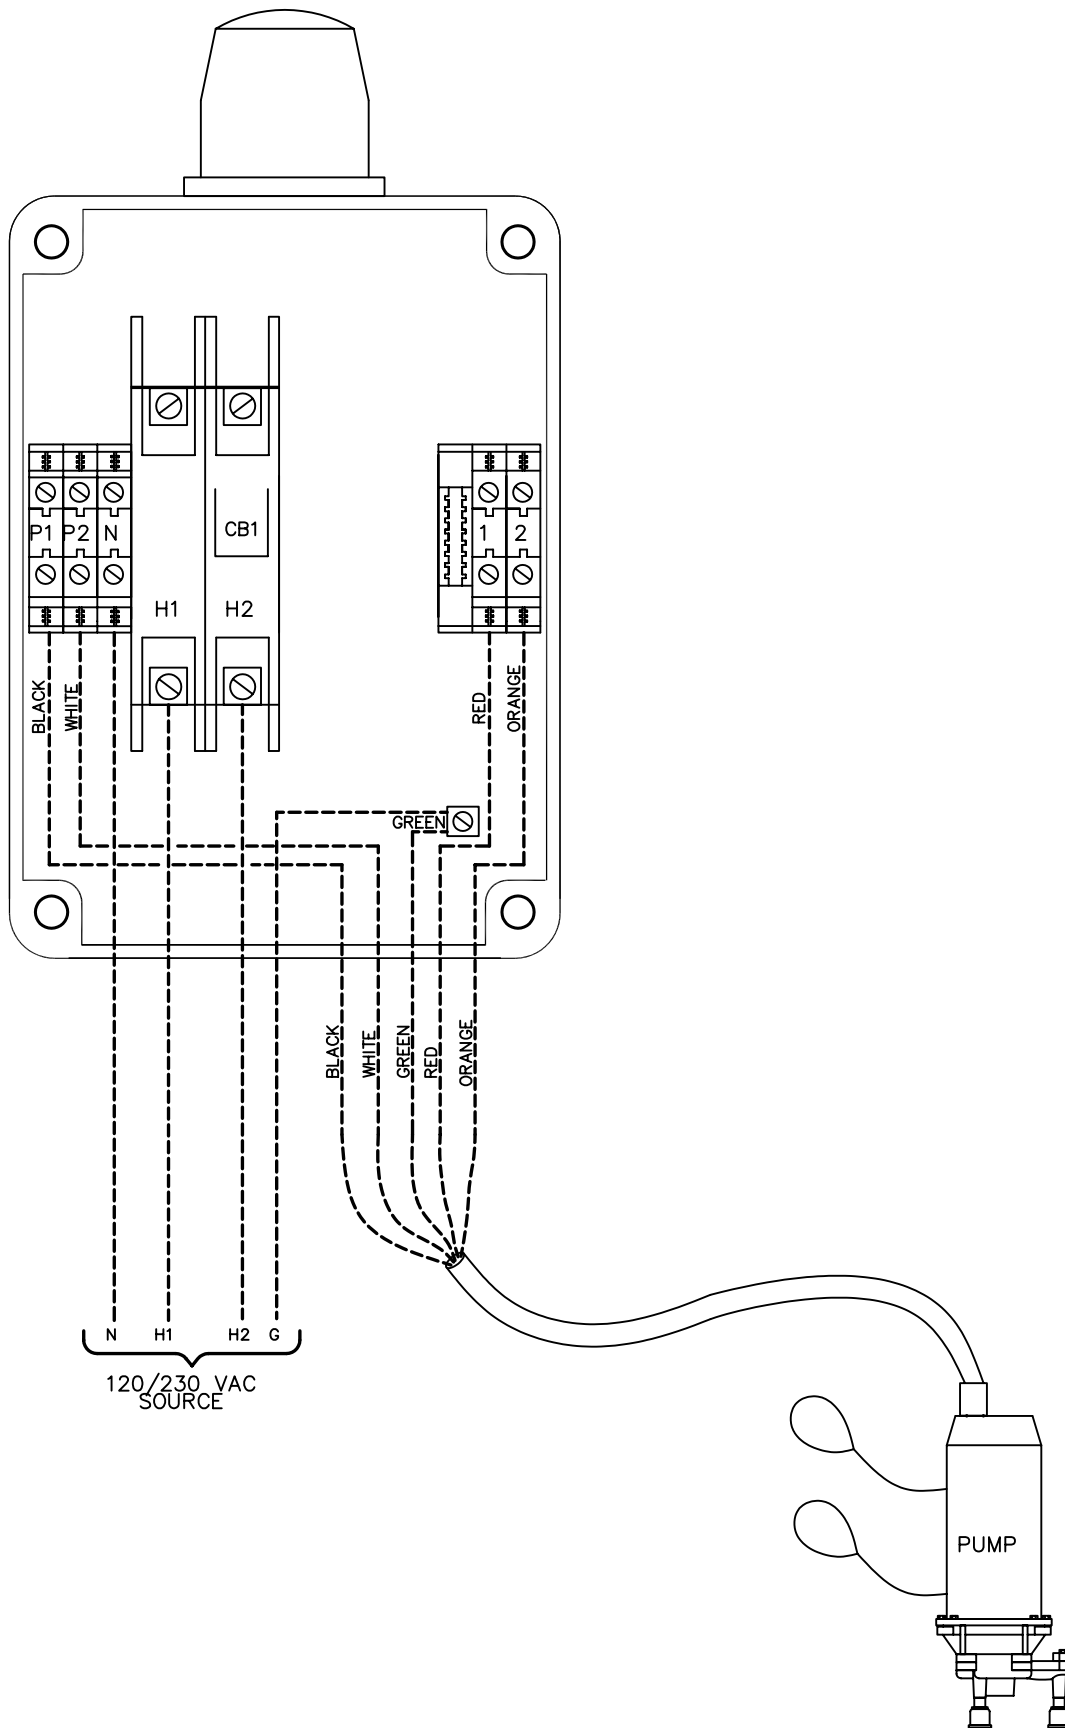 P1 P2 N
CB1
1 2
H1 H2
BLACK
WHITE
RED
ORANGE
GREEN
BLACK
WHITE
GREEN
RED
ORANGE
N H1 H2 G
120/230 VAC
SOURCE
PUMP